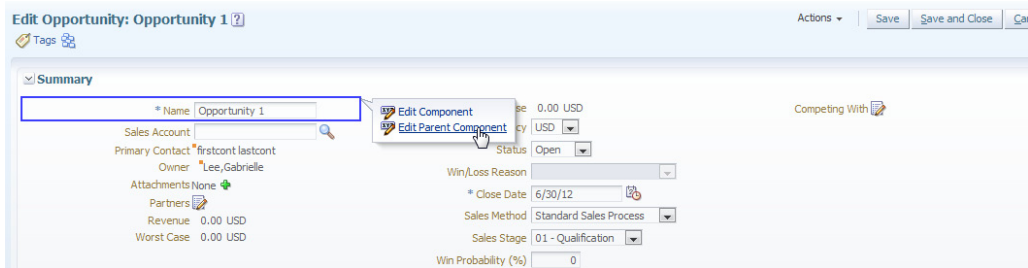 Edit Opportunity: Opportunity 1 ?
Actions Save Save and Close
Tags
Summary
* Name Opportunity 1
Sales Account
Primary Contact firstcont lastcont
Owner Lee,Gabrielle
Attachments None
Partners
Revenue 0.00 USD
Worst Case 0.00 USD
Edit Component
Edit Parent Component
0.00 USD
USD
Status Open
Win/Loss Reason
* Close Date 6/30/12
Sales Method Standard Sales Process
Sales Stage 01 - Qualification
Win Probability (%) 0
Competing With